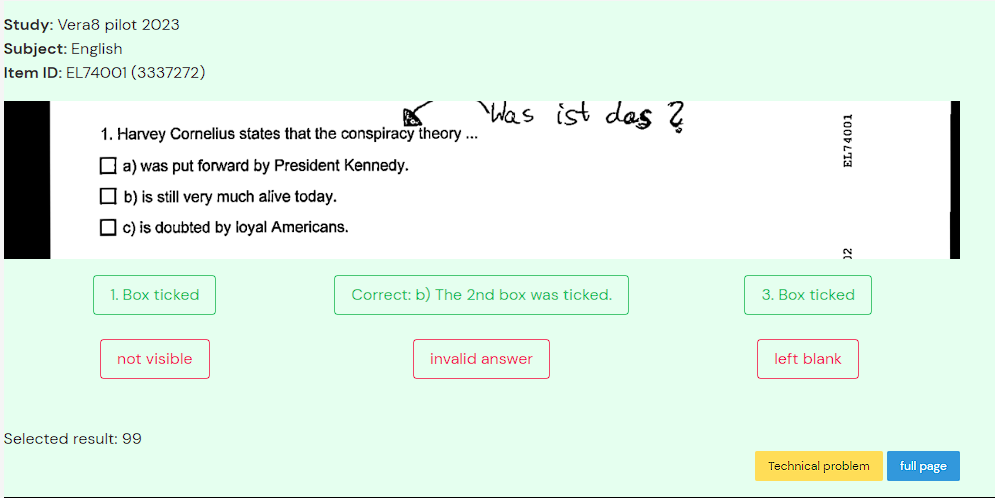 Study: Vera8 pilot 2023
Subject: English
Item ID: EL74001 (3337272)
Was ist das ?
1. Harvey Cornelius states that the conspiracy theory ...
a) was put forward by President Kennedy.
b) is still very much alive today.
c) is doubted by loyal Americans.
EL74001
02
1. Box ticked
Correct: b) The 2nd box was ticked.
3. Box ticked
not visible
invalid answer
left blank
Selected result: 99
Technical problem
full page